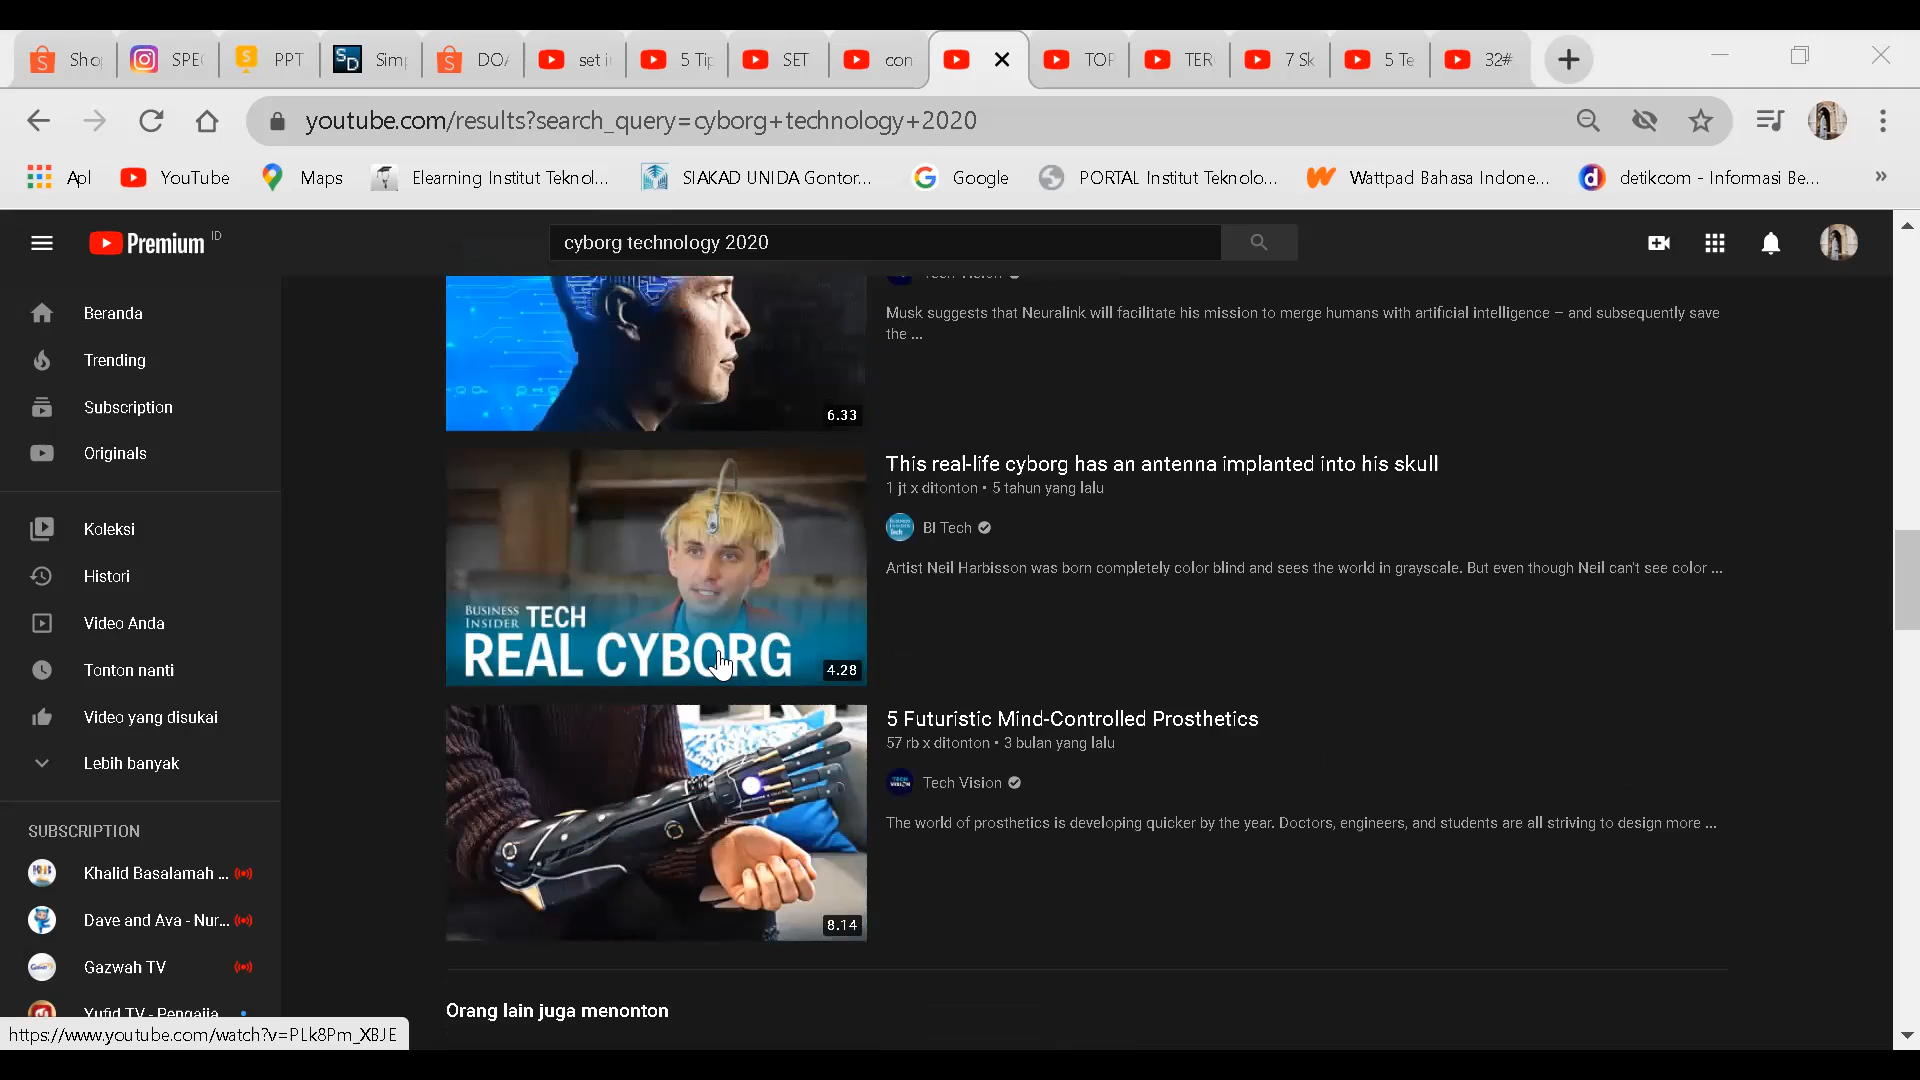 Sho
SPE
PPT
Sim
DOA
set i
5 Tip
SET
con
TOP
TER
7 Sk
5 Te
32#
youtube.com/results?search_query=cyborg+technology+2020
Apl
YouTube
Maps
Elearning Institut Teknol...
SIAKAD UNIDA Gontor...
Google
PORTAL Institut Teknolo...
Wattpad Bahasa Indone...
detikcom - Informasi Be...
»
Premium ID
cyborg technology 2020
Beranda
Trending
Subscription
Originals
Koleksi
Histori
Video Anda
Tonton nanti
Video yang disukai
Lebih banyak
SUBSCRIPTION
Khalid Basalamah ...
Dave and Ava - Nur...
Gazwah TV
Yufid TV - Pengajia...
https://www.youtube.com/watch?v=PLk8Pm_XBJE
Tech Vision
Musk suggests that Neuralink will facilitate his mission to merge humans with artificial intelligence – and subsequently save
the ...
6.33
This real-life cyborg has an antenna implanted into his skull
1 jt x ditonton • 5 tahun yang lalu
BI Tech
Artist Neil Harbisson was born completely color blind and sees the world in grayscale. But even though Neil can't see color ...
BUSINESS
INSIDER TECH
REAL CYBORG
4.28
5 Futuristic Mind-Controlled Prosthetics
57 rb x ditonton • 3 bulan yang lalu
Tech Vision
The world of prosthetics is developing quicker by the year. Doctors, engineers, and students are all striving to design more ...
8.14
Orang lain juga menonton